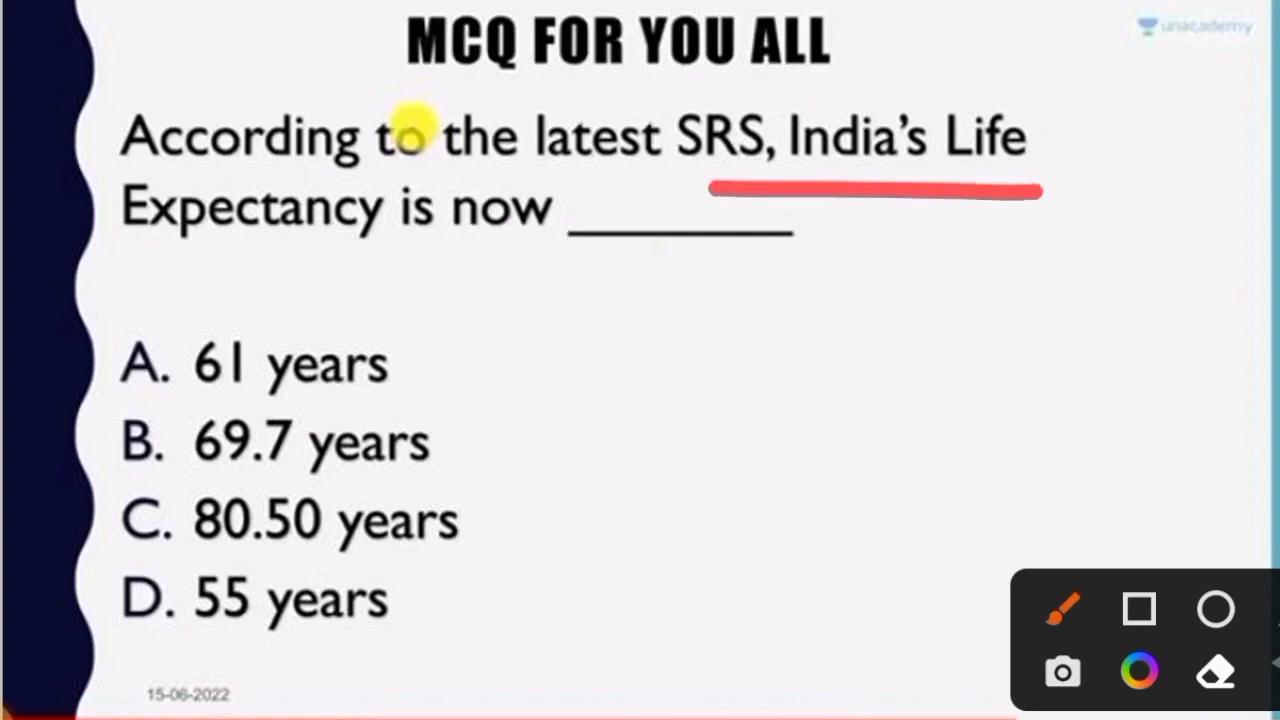 MCQ FOR YOU ALL
unacademy
According to the latest SRS, India's Life
Expectancy is now ________
A. 61 years
B. 69.7 years
C. 80.50 years
D. 55 years
15-06-2022